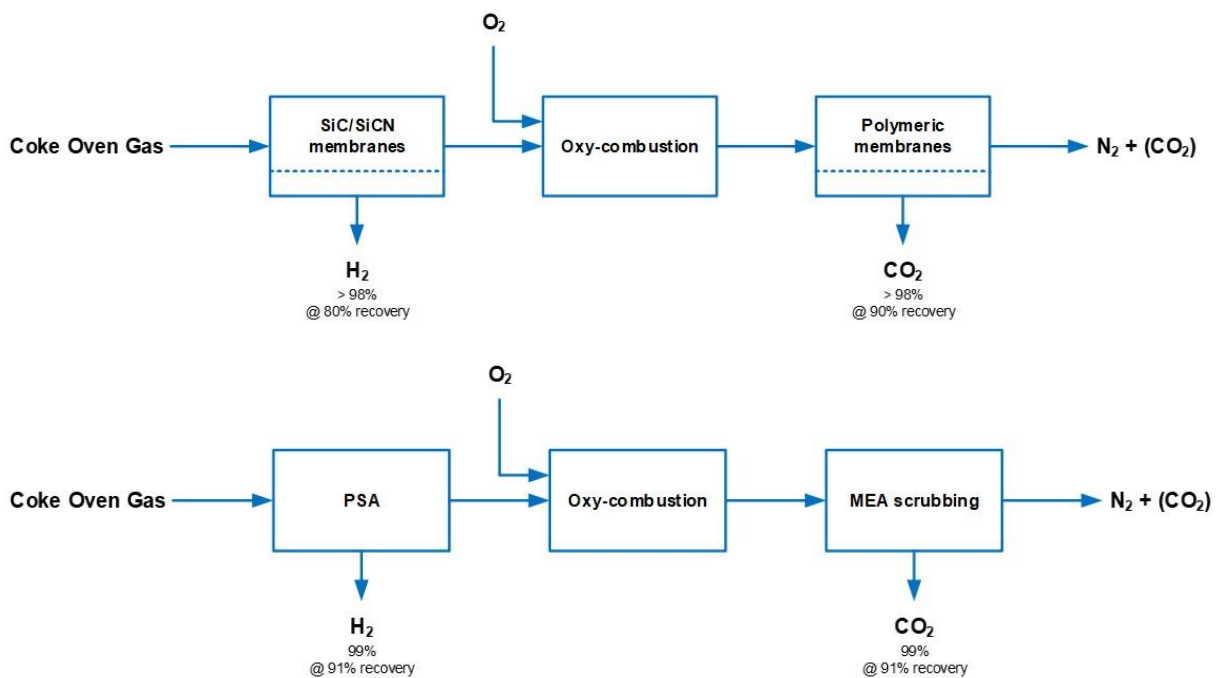 O₂
Coke Oven Gas
SiC/SiCN
membranes
Oxy-combustion
Polymeric
membranes
N₂ + (CO₂)
H₂
> 98%
@ 80% recovery
CO₂
> 98%
@ 90% recovery
O₂
Coke Oven Gas
PSA
Oxy-combustion
MEA scrubbing
N₂ + (CO₂)
H₂
99%
@ 91% recovery
CO₂
99%
@ 91% recovery